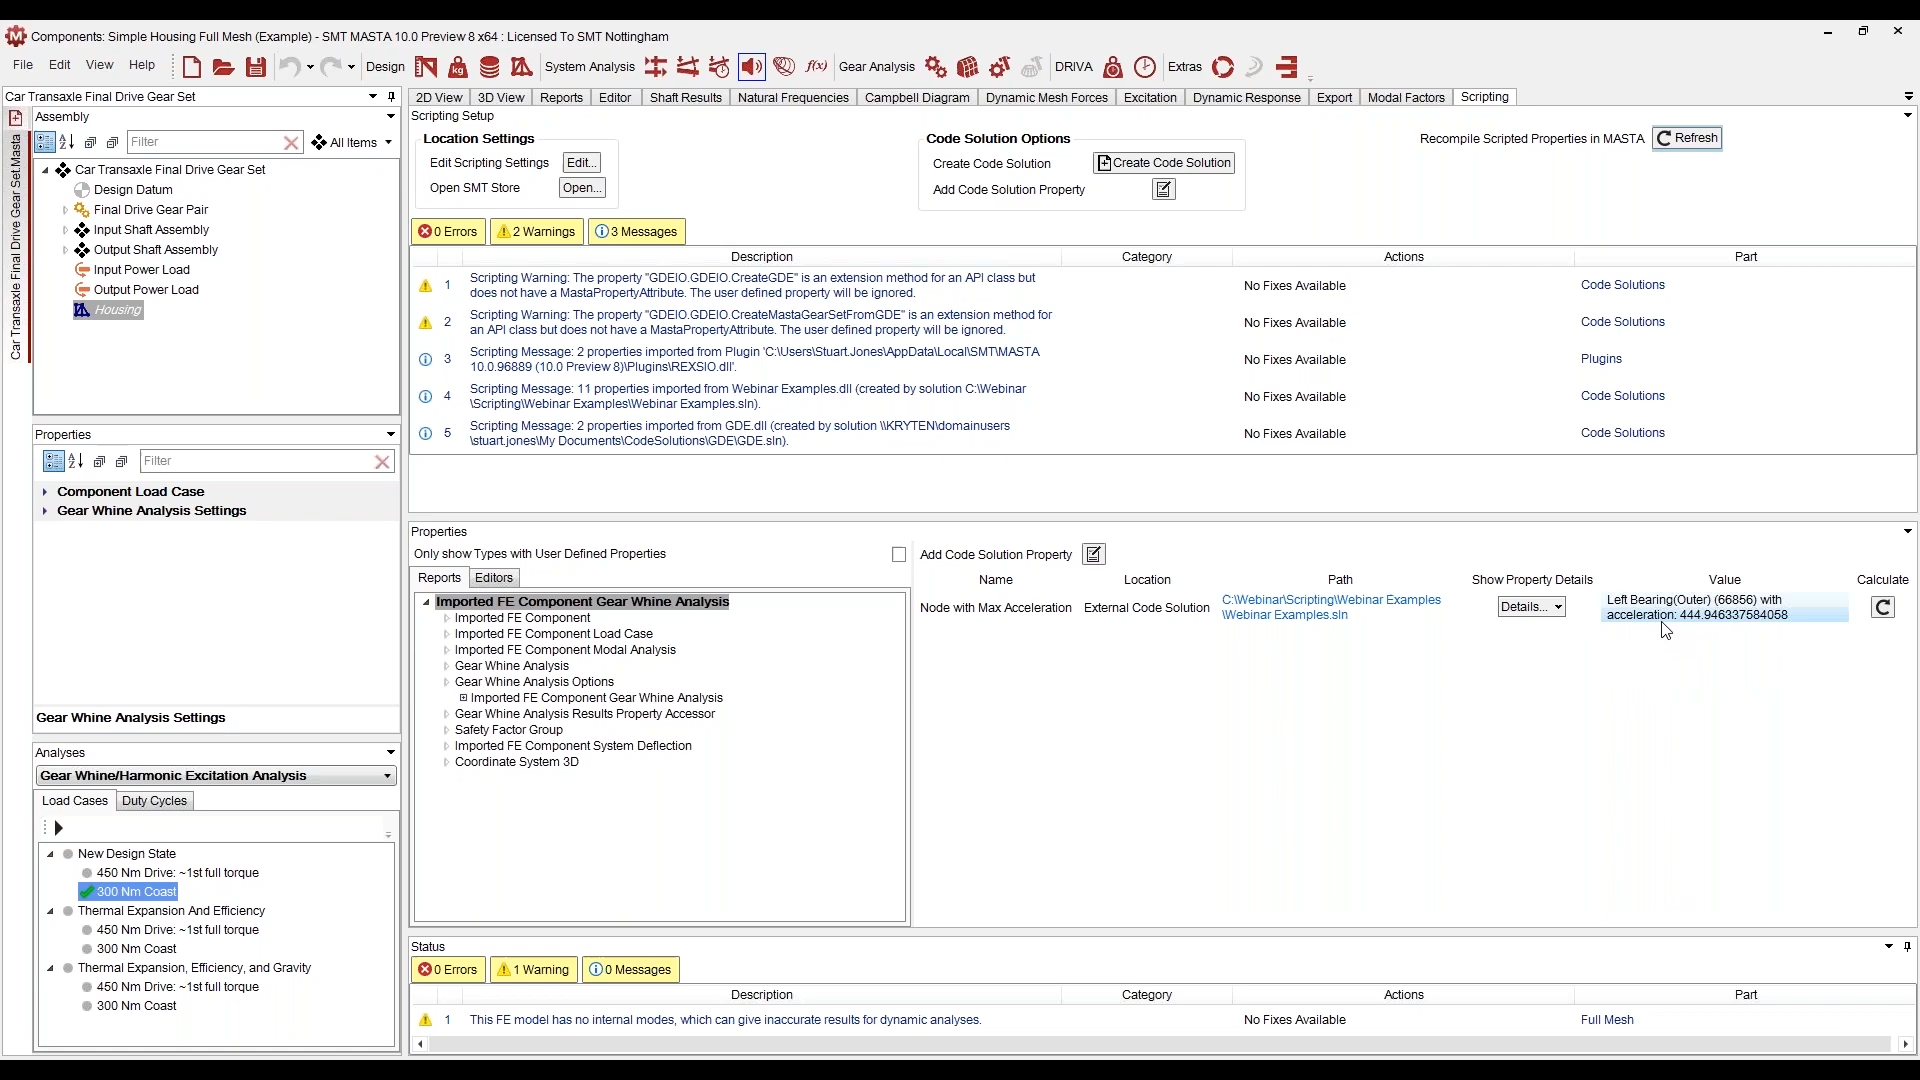 Components: Simple Housing Full Mesh (Example) - SMT MASTA 10.0 Preview 8 x64 : Licensed To SMT Nottingham
File Edit View Help Design System Analysis f(x) Gear Analysis DRIVA Extras
Car Transaxle Final Drive Gear Set
2D View 3D View Reports Editor Shaft Results Natural Frequencies Campbell Diagram Dynamic Mesh Forces Excitation Dynamic Response Export Modal Factors Scripting
Car Transaxle Final Drive Gear Set.Masta
Assembly
Filter
All Items
Car Transaxle Final Drive Gear Set
Design Datum
Final Drive Gear Pair
Input Shaft Assembly
Output Shaft Assembly
Input Power Load
Output Power Load
Housing
Properties
Filter
Component Load Case
Gear Whine Analysis Settings
Gear Whine Analysis Settings
Analyses
Gear Whine/Harmonic Excitation Analysis
Load Cases Duty Cycles
New Design State
450 Nm Drive: ~1st full torque
300 Nm Coast
Thermal Expansion And Efficiency
450 Nm Drive: ~1st full torque
300 Nm Coast
Thermal Expansion, Efficiency, and Gravity
450 Nm Drive: ~1st full torque
300 Nm Coast
Scripting Setup
Location Settings
Edit Scripting Settings Edit...
Open SMT Store Open...
Code Solution Options
Create Code Solution Create Code Solution
Add Code Solution Property
Recompile Scripted Properties in MASTA Refresh
0 Errors 2 Warnings 3 Messages
Description Category Actions Part
1 Scripting Warning: The property "GDEIO.GDEIO.CreateGDE" is an extension method for an API class but
does not have a MastaPropertyAttribute. The user defined property will be ignored.
No Fixes Available Code Solutions
2 Scripting Warning: The property "GDEIO.GDEIO.CreateMastaGearSetFromGDE" is an extension method for
an API class but does not have a MastaPropertyAttribute. The user defined property will be ignored.
No Fixes Available Code Solutions
3 Scripting Message: 2 properties imported from Plugin 'C:\Users\Stuart.Jones\AppData\Local\SMT\MASTA
10.0.96889 (10.0 Preview 8)\Plugins\REXSIO.dll'.
No Fixes Available Plugins
4 Scripting Message: 11 properties imported from Webinar Examples.dll (created by solution C:\Webinar
\Scripting\Webinar Examples\Webinar Examples.sln).
No Fixes Available Code Solutions
5 Scripting Message: 2 properties imported from GDE.dll (created by solution \\KRYTEN\domainusers
\stuart.jones\My Documents\CodeSolutions\GDE\GDE.sln).
No Fixes Available Code Solutions
Properties
Only show Types with User Defined Properties
Reports Editors
Imported FE Component Gear Whine Analysis
Imported FE Component
Imported FE Component Load Case
Imported FE Component Modal Analysis
Gear Whine Analysis
Gear Whine Analysis Options
Imported FE Component Gear Whine Analysis
Gear Whine Analysis Results Property Accessor
Safety Factor Group
Imported FE Component System Deflection
Coordinate System 3D
Add Code Solution Property
Name Location Path Show Property Details Value Calculate
Node with Max Acceleration External Code Solution
C:\Webinar\Scripting\Webinar Examples
\Webinar Examples.sln
Details...
Left Bearing(Outer) (66856) with
acceleration: 444.946337584058
Status
0 Errors 1 Warning 0 Messages
Description Category Actions Part
1 This FE model has no internal modes, which can give inaccurate results for dynamic analyses. No Fixes Available Full Mesh